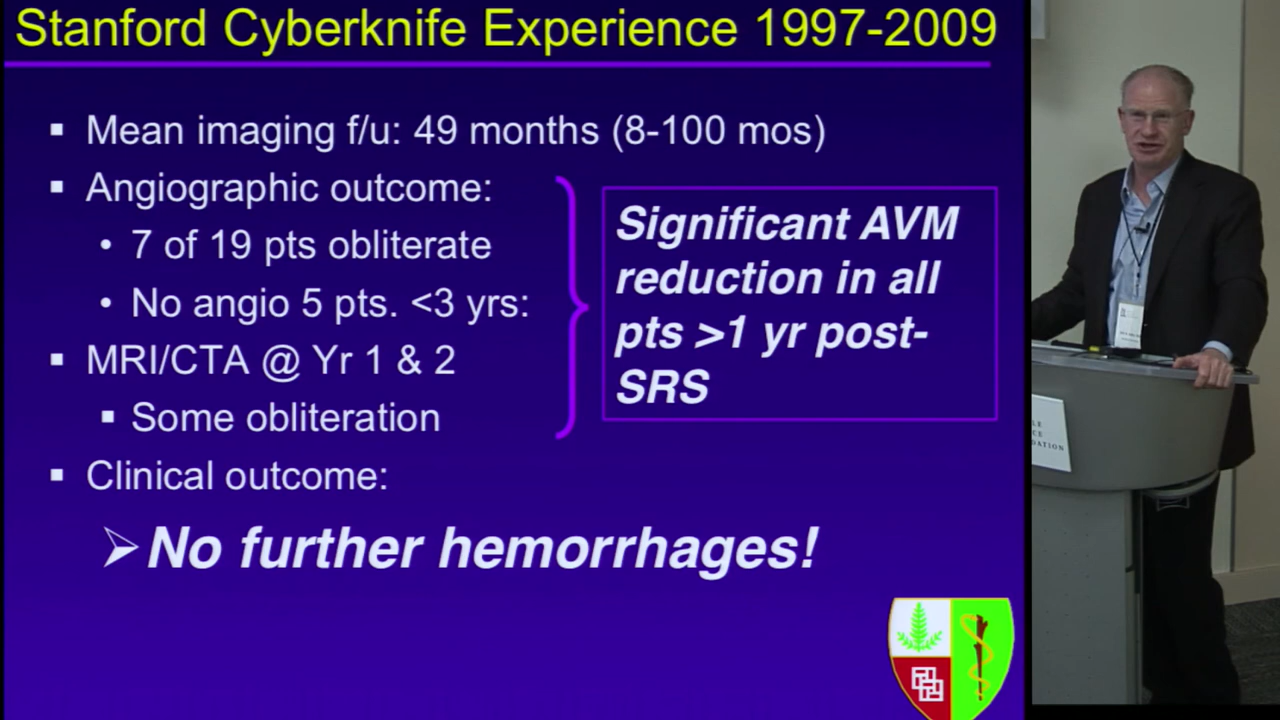 Stanford Cyberknife Experience 1997-2009
▪ Mean imaging f/u: 49 months (8-100 mos)
▪ Angiographic outcome:
• 7 of 19 pts obliterate
• No angio 5 pts. <3 yrs:
▪ MRI/CTA @ Yr 1 & 2
▪ Some obliteration
▪ Clinical outcome:
➢ No further hemorrhages!
Significant AVM
reduction in all
pts >1 yr post-
SRS